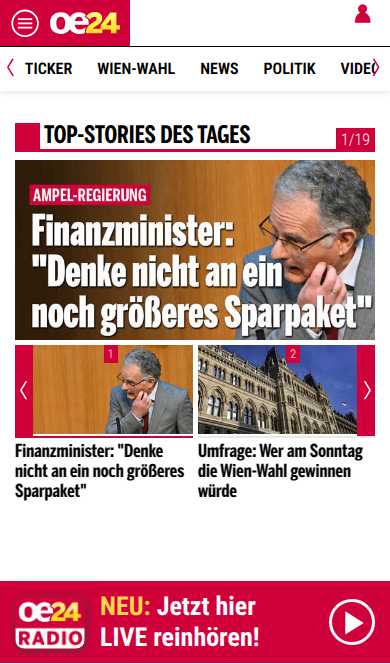 oe24
TICKER WIEN-WAHL NEWS POLITIK
TOP-STORIES DES TAGES 1/19
AMPEL-REGIERUNG
Finanzminister:
"Denke nicht an ein
noch größeres Sparpaket"
1
2
Finanzminister: "Denke
nicht an ein noch größeres
Sparpaket"
Umfrage: Wer am Sonntag
die Wien-Wahl gewinnen
würde
oe24
RADIO
NEU: Jetzt hier
LIVE reinhören!